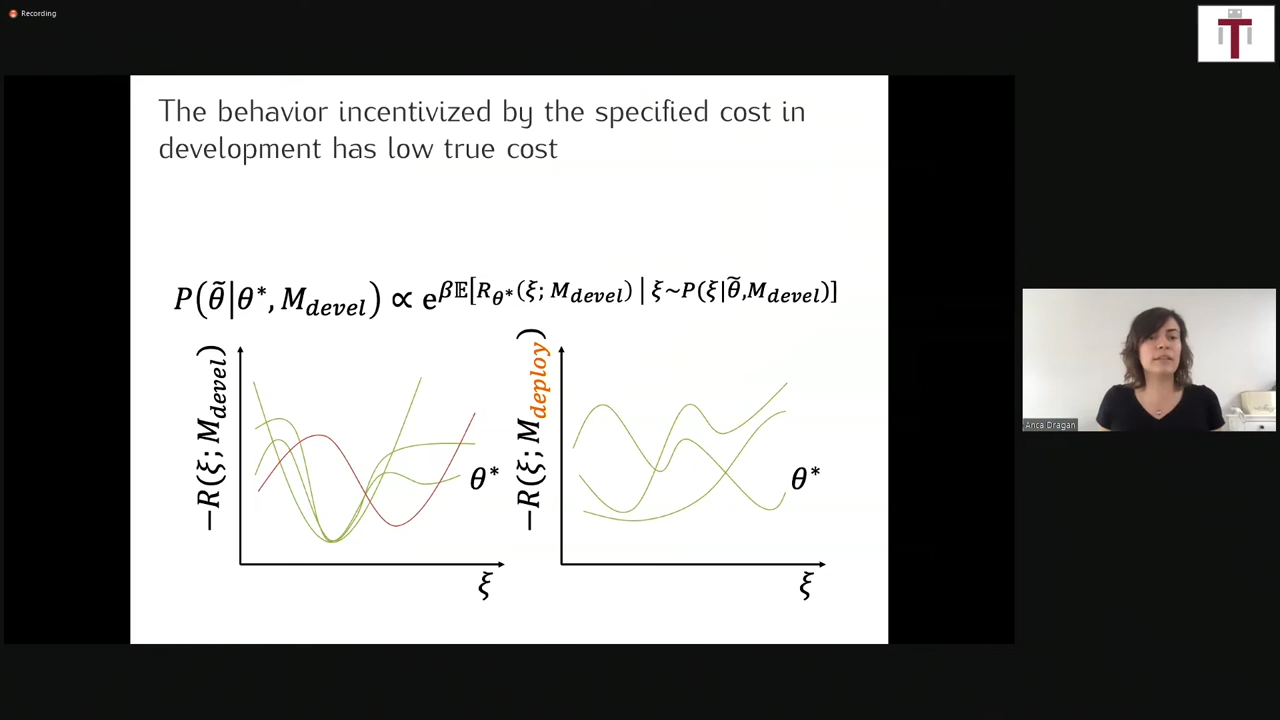 Recording
T
The behavior incentivized by the specified cost in
development has low true cost
P(θ̃|θ*, M_devel) ∝ e^{β𝔼[R_{θ*}(ξ; M_devel) | ξ~P(ξ|θ̃,M_devel)]}
−R(ξ; M_devel)
θ*
ξ
−R(ξ; M_deploy)
θ*
ξ
Anca Dragan